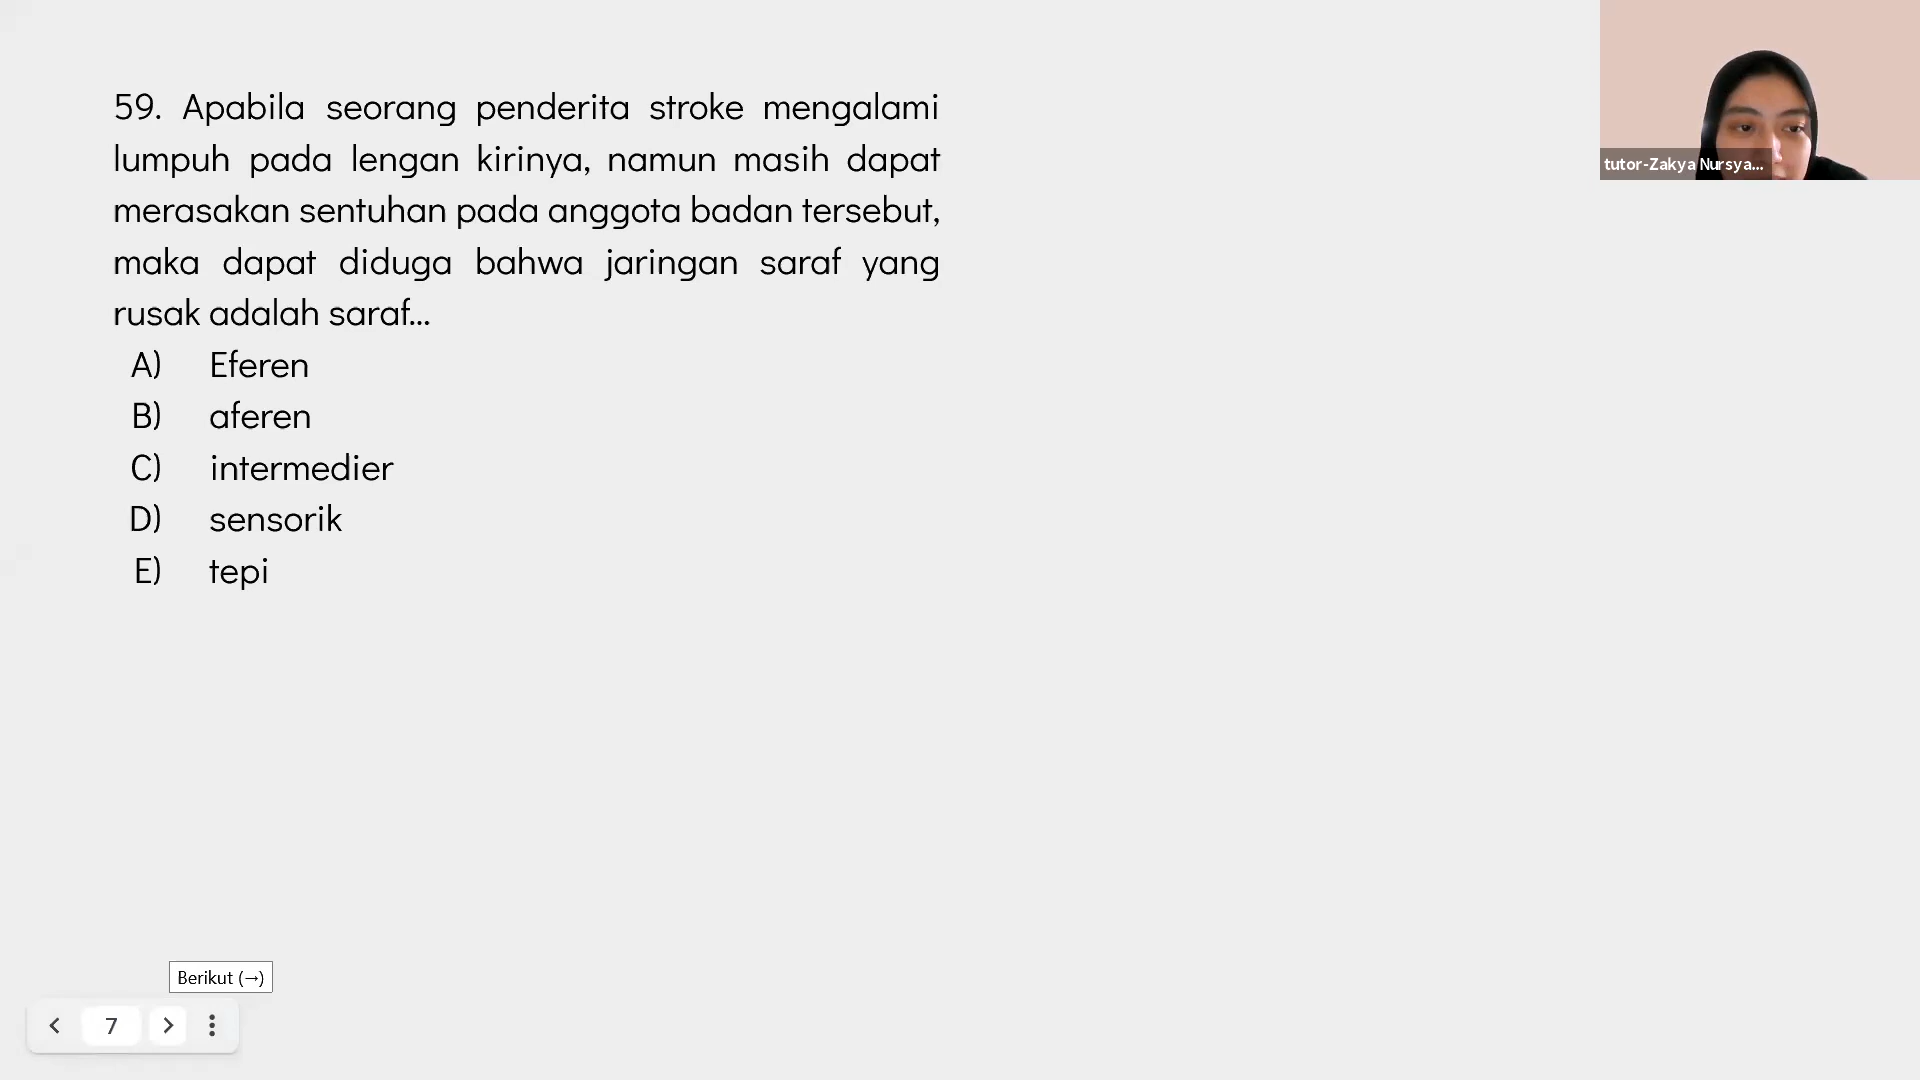 59. Apabila seorang penderita stroke mengalami
lumpuh pada lengan kirinya, namun masih dapat
merasakan sentuhan pada anggota badan tersebut,
maka dapat diduga bahwa jaringan saraf yang
rusak adalah saraf...
A) Eferen
B) aferen
C) intermedier
D) sensorik
E) tepi
tutor-Zakya Nursya...
Berikut (→)
7